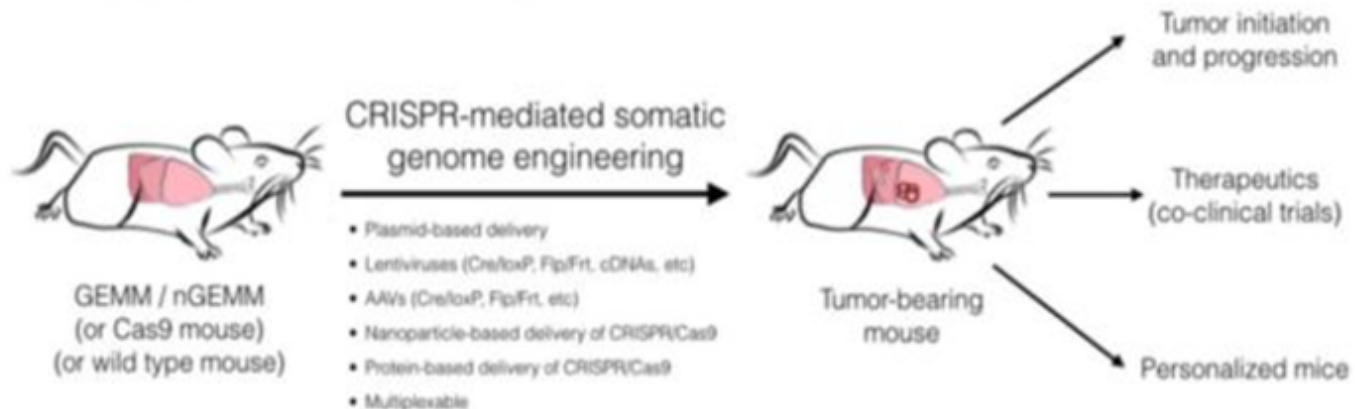 Tumor initiation
and progression
CRISPR-mediated somatic
genome engineering
Therapeutics
(co-clinical trials)
• Plasmid-based delivery
• Lentiviruses (Cre/loxP, Flp/Frt, cDNAs, etc)
• AAVs (Cre/loxP, Flp/Frt, etc)
• Nanoparticle-based delivery of CRISPR/Cas9
• Protein-based delivery of CRISPR/Cas9
• Multiplexable
GEMM / nGEMM
(or Cas9 mouse)
(or wild type mouse)
Tumor-bearing
mouse
Personalized mice